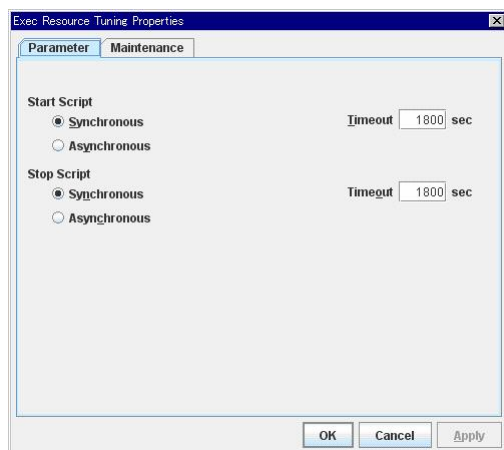 Exec Resource Tuning Properties
Parameter Maintenance
Start Script
Synchronous Timeout 1800 sec
Asynchronous
Stop Script
Synchronous Timeout 1800 sec
Asynchronous
OK Cancel Apply